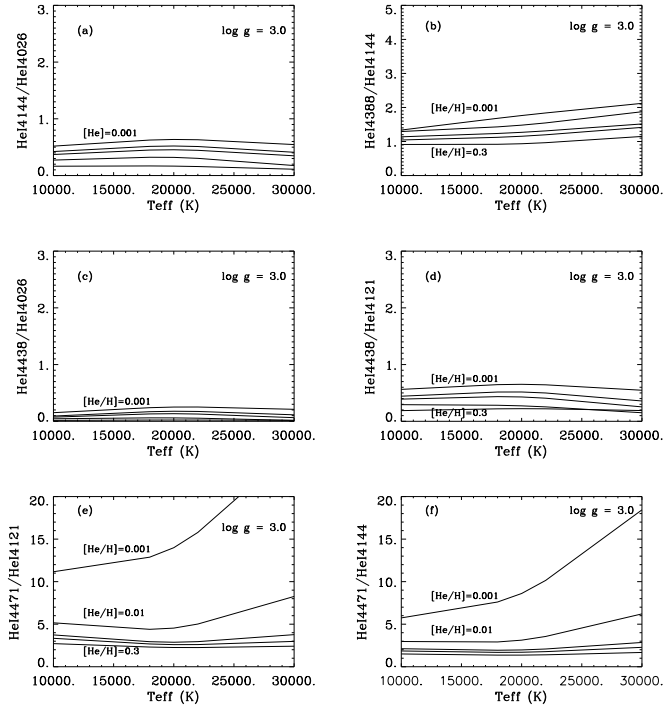 3.
(a)
log g = 3.0
2.
HeI4144/HeI4026
1.
[He]=0.001
0.
10000. 15000. 20000. 25000. 30000.
Teff (K)
5.
(b)
log g = 3.0
4.
3.
HeI4388/HeI4144
2.
[He/H]=0.001
1.
[He/H]=0.3
0.
10000. 15000. 20000. 25000. 30000.
Teff (K)
3.
(c)
log g = 3.0
2.
HeI4438/HeI4026
1.
[He/H]=0.001
0.
10000. 15000. 20000. 25000. 30000.
Teff (K)
3.
(d)
log g = 3.0
2.
HeI4438/HeI4121
1.
[He/H]=0.001
[He/H]=0.3
0.
10000. 15000. 20000. 25000. 30000.
Teff (K)
20.
(e)
log g = 3.0
15.
HeI4471/HeI4121
[He/H]=0.001
10.
[He/H]=0.01
5.
[He/H]=0.3
0.
10000. 15000. 20000. 25000. 30000.
Teff (K)
20.
(f)
log g = 3.0
15.
HeI4471/HeI4144
10.
[He/H]=0.001
5.
[He/H]=0.01
0.
10000. 15000. 20000. 25000. 30000.
Teff (K)